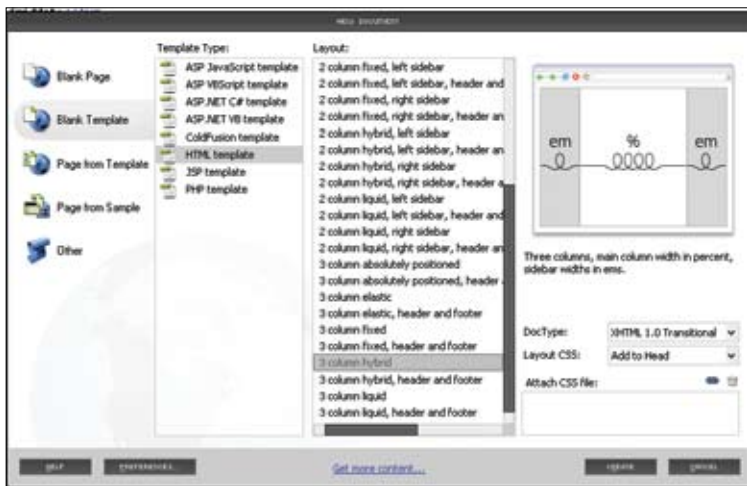 NEW DOCUMENT
Blank Page
Blank Template
Page from Template
Page from Sample
Other
Template Type:
ASP JavaScript template
ASP VBScript template
ASP.NET C# template
ASP.NET VB template
ColdFusion template
HTML template
JSP template
PHP template
Layout:
2 column fixed, left sidebar
2 column fixed, left sidebar, header and
2 column fixed, right sidebar
2 column fixed, right sidebar, header and
2 column hybrid, left sidebar
2 column hybrid, left sidebar, header an
2 column hybrid, right sidebar
2 column hybrid, right sidebar, header a
2 column liquid, left sidebar
2 column liquid, left sidebar, header and
2 column liquid, right sidebar
2 column liquid, right sidebar, header an
3 column absolutely positioned
3 column absolutely positioned, header
3 column elastic
3 column elastic, header and footer
3 column fixed
3 column fixed, header and footer
3 column hybrid
3 column hybrid, header and footer
3 column liquid
3 column liquid, header and footer
em
%
em
Three columns, main column width in percent,
sidebar widths in ems.
DocType:
XHTML 1.0 Transitional
Layout CSS:
Add to Head
Attach CSS file:
HELP
PREFERENCES...
Get more content...
CREATE
CANCEL